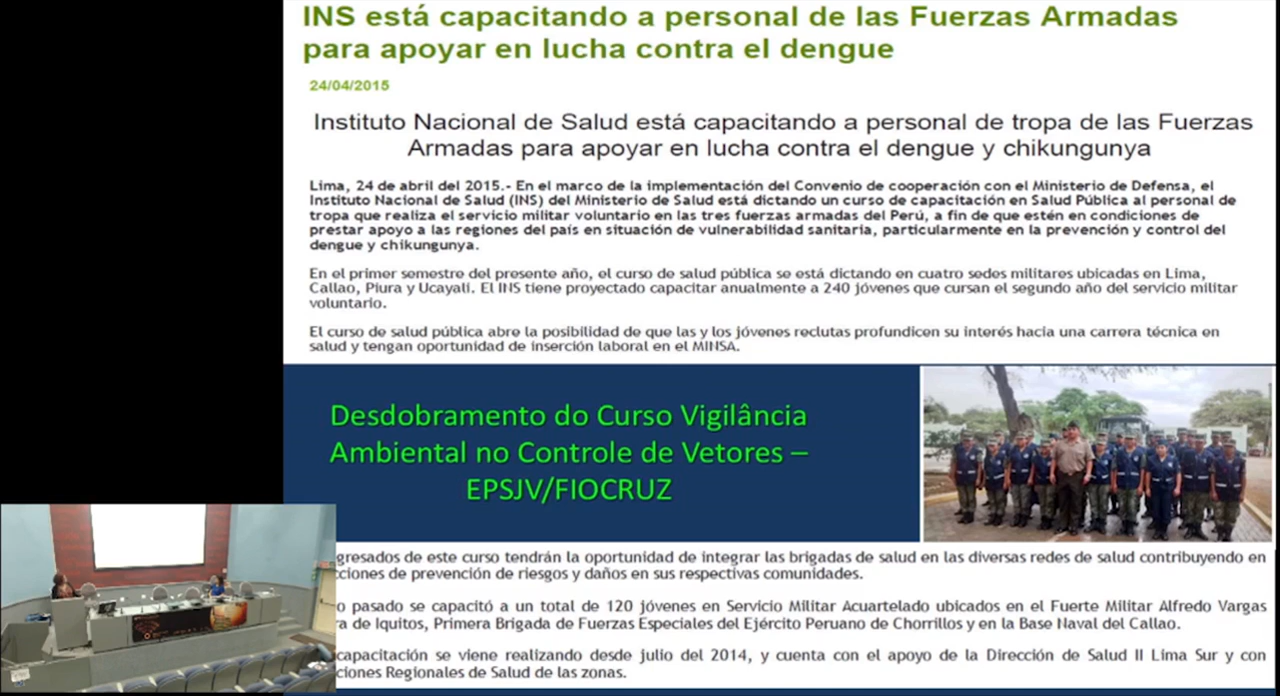 INS está capacitando a personal de las Fuerzas Armadas
para apoyar en lucha contra el dengue
24/04/2015
Instituto Nacional de Salud está capacitando a personal de tropa de las Fuerzas
Armadas para apoyar en lucha contra el dengue y chikungunya
Lima, 24 de abril del 2015.- En el marco de la implementación del Convenio de cooperación con el Ministerio de Defensa, el
Instituto Nacional de Salud (INS) del Ministerio de Salud está dictando un curso de capacitación en Salud Pública al personal de
tropa que realiza el servicio militar voluntario en las tres fuerzas armadas del Perú, a fin de que estén en condiciones de
prestar apoyo a las regiones del país en situación de vulnerabilidad sanitaria, particularmente en la prevención y control del
dengue y chikungunya.
En el primer semestre del presente año, el curso de salud pública se está dictando en cuatro sedes militares ubicadas en Lima,
Callao, Piura y Ucayali. El INS tiene proyectado capacitar anualmente a 240 jóvenes que cursan el segundo año del servicio militar
voluntario.
El curso de salud pública abre la posibilidad de que las y los jóvenes reclutas profundicen su interés hacia una carrera técnica en
salud y tengan oportunidad de inserción laboral en el MINSA.
Desdobramento do Curso Vigilância
Ambiental no Controle de Vetores –
EPSJV/FIOCRUZ
gresados de este curso tendrán la oportunidad de integrar las brigadas de salud en las diversas redes de salud contribuyendo en
cciones de prevención de riesgos y daños en sus respectivas comunidades.
o pasado se capacitó a un total de 120 jóvenes en Servicio Militar Acuartelado ubicados en el Fuerte Militar Alfredo Vargas
ra de Iquitos, Primera Brigada de Fuerzas Especiales del Ejército Peruano de Chorrillos y en la Base Naval del Callao.
capacitación se viene realizando desde julio del 2014, y cuenta con el apoyo de la Dirección de Salud II Lima Sur y con
ciones Regionales de Salud de las zonas.